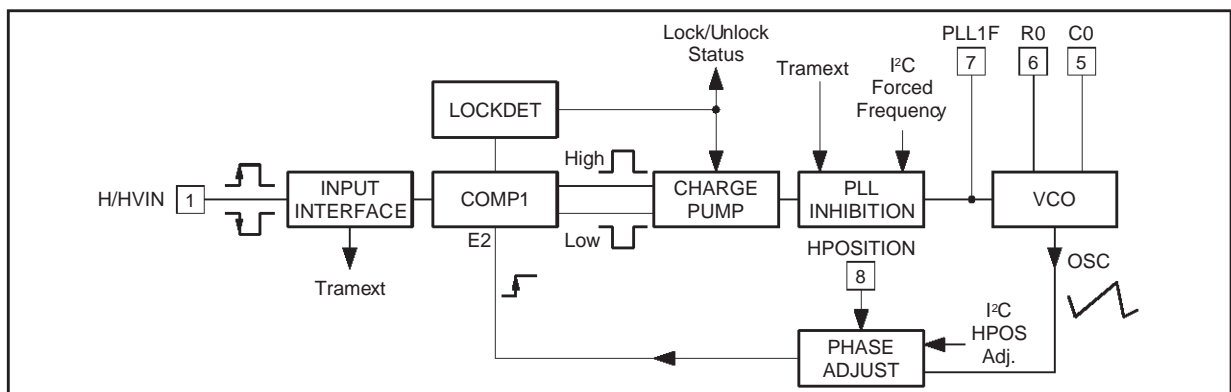 Lock/Unlock
Status
PLL1F
R0
C0
7
6
5
Tramext
I²C
Forced
Frequency
LOCKDET
High
H/HVIN
1
INPUT
INTERFACE
COMP1
CHARGE
PUMP
PLL
INHIBITION
VCO
E2
Low
Tramext
HPOSITION
8
OSC
I²C
HPOS
Adj.
PHASE
ADJUST